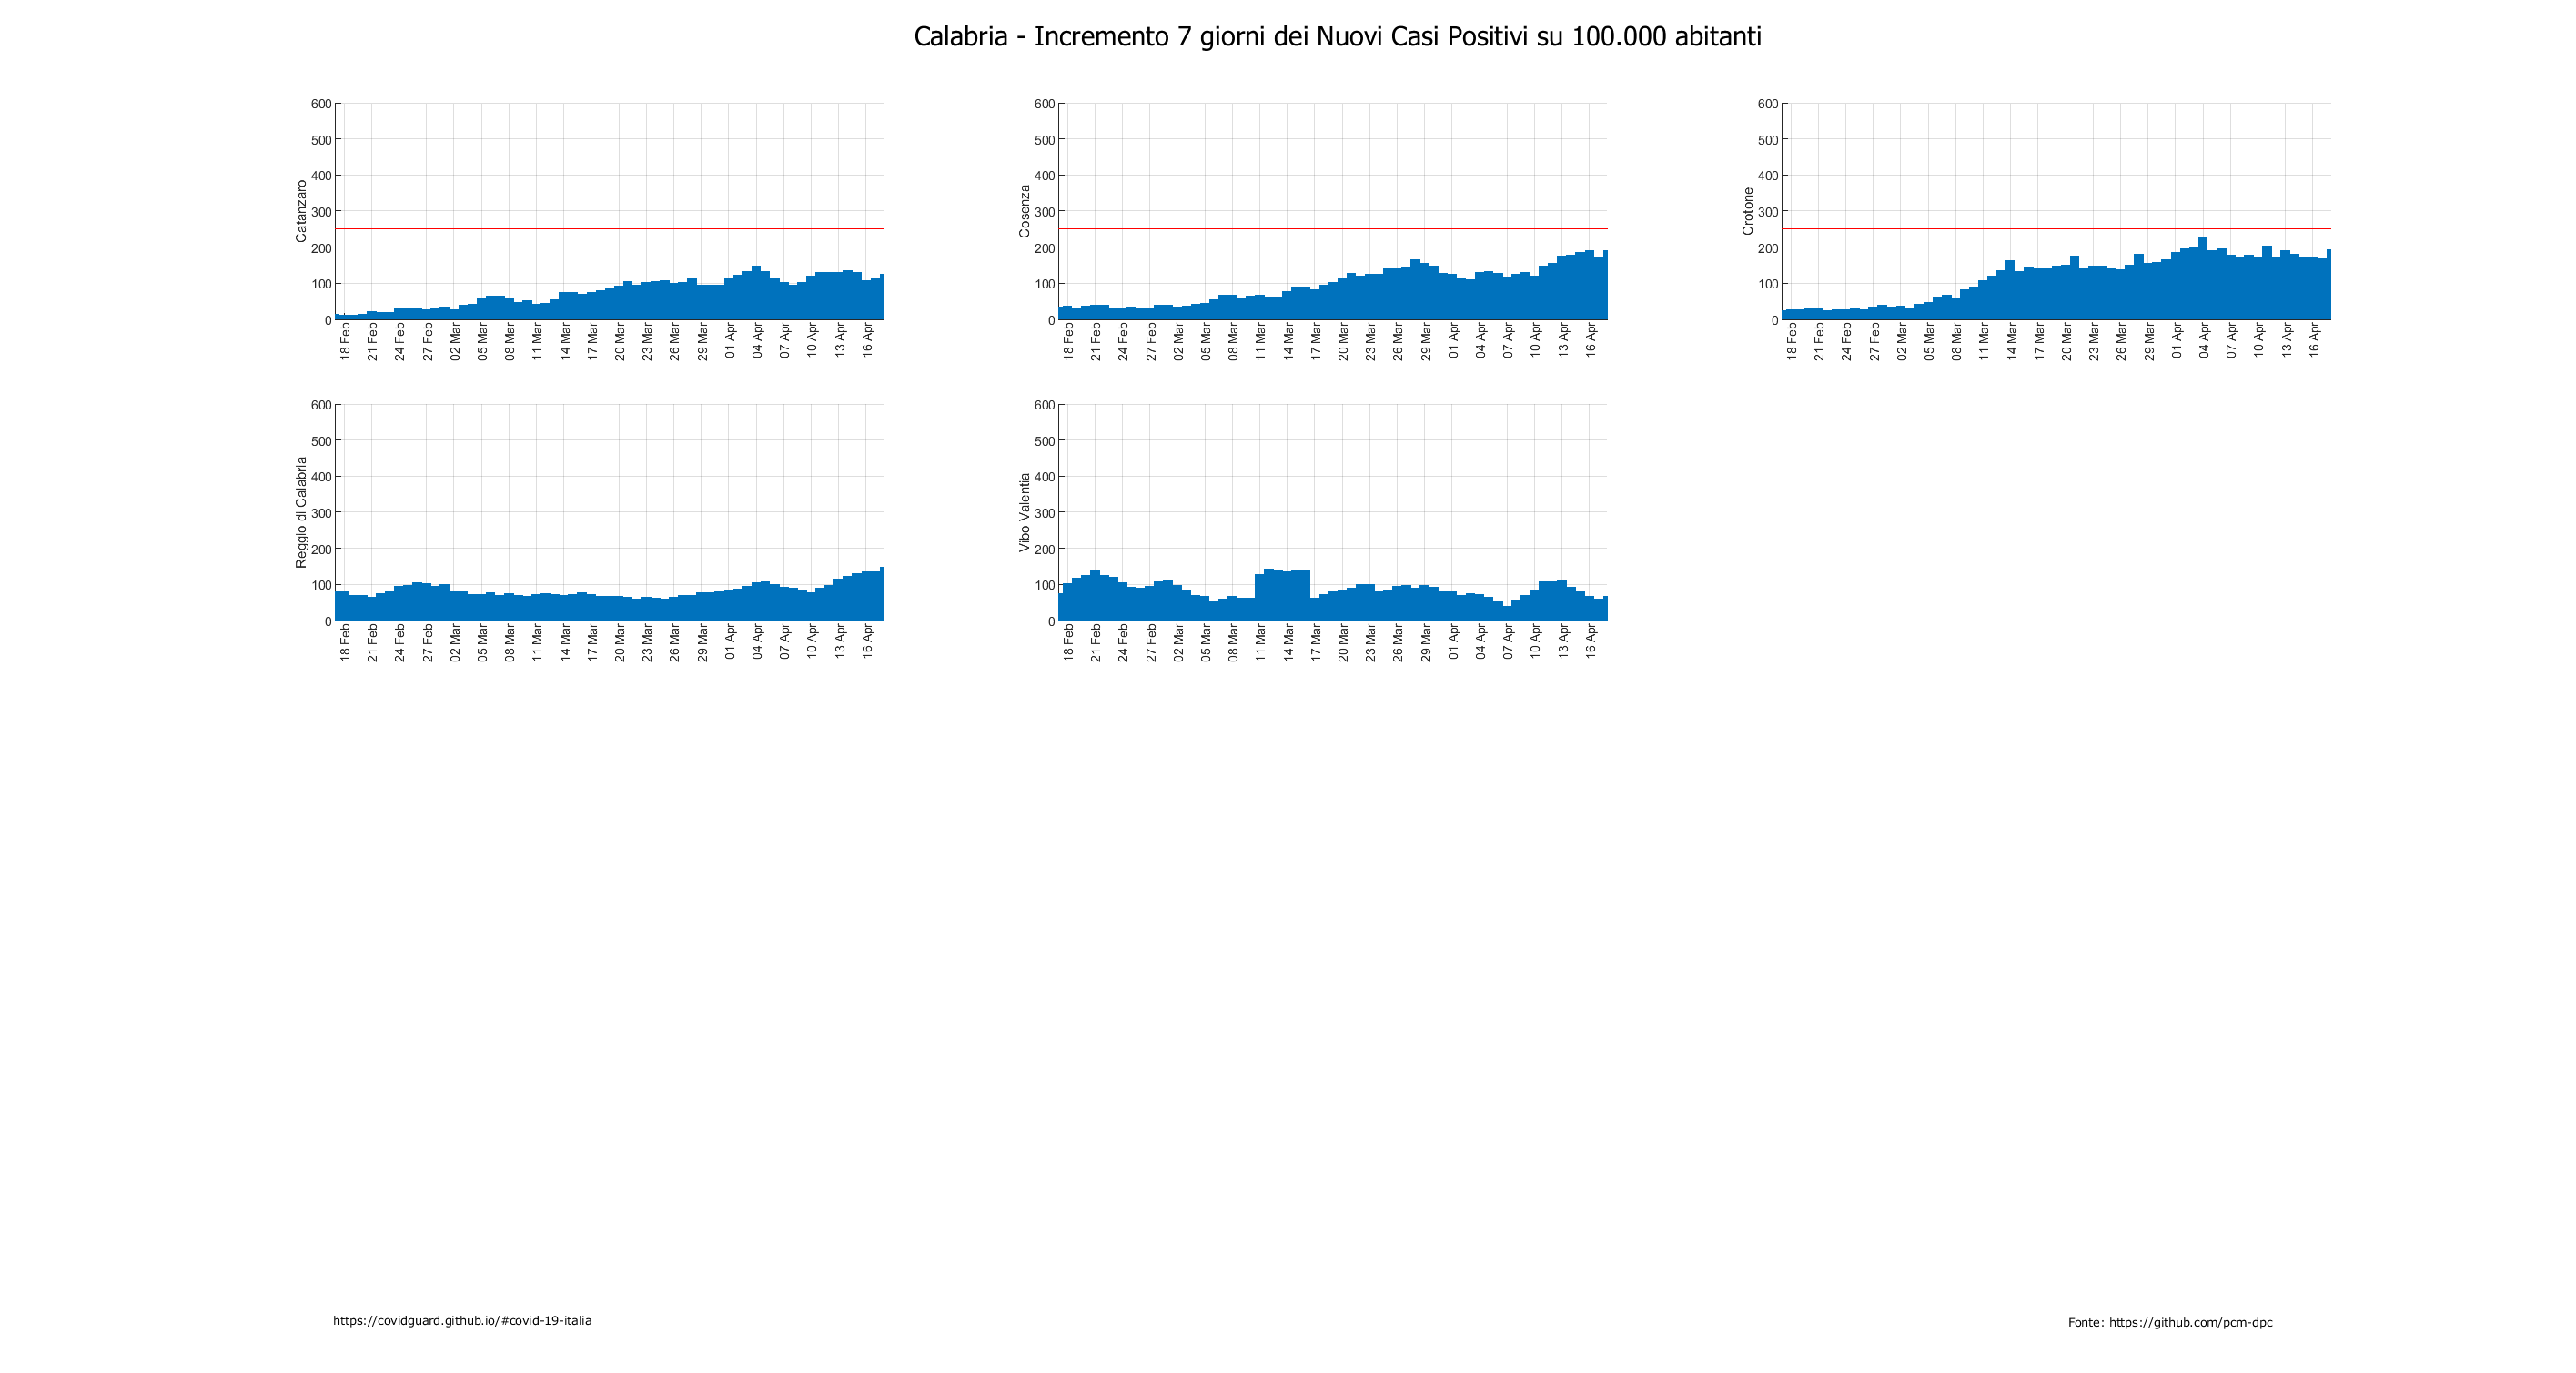 Calabria - Incremento 7 giorni dei Nuovi Casi Positivi su 100.000 abitanti
Catanzaro
600
500
400
300
200
100
0
18 Feb 21 Feb 24 Feb 27 Feb 02 Mar 05 Mar 08 Mar 11 Mar 14 Mar 17 Mar 20 Mar 23 Mar 26 Mar 29 Mar 01 Apr 04 Apr 07 Apr 10 Apr 13 Apr 16 Apr
Cosenza
600
500
400
300
200
100
0
18 Feb 21 Feb 24 Feb 27 Feb 02 Mar 05 Mar 08 Mar 11 Mar 14 Mar 17 Mar 20 Mar 23 Mar 26 Mar 29 Mar 01 Apr 04 Apr 07 Apr 10 Apr 13 Apr 16 Apr
Crotone
600
500
400
300
200
100
0
18 Feb 21 Feb 24 Feb 27 Feb 02 Mar 05 Mar 08 Mar 11 Mar 14 Mar 17 Mar 20 Mar 23 Mar 26 Mar 29 Mar 01 Apr 04 Apr 07 Apr 10 Apr 13 Apr 16 Apr
Reggio di Calabria
600
500
400
300
200
100
0
18 Feb 21 Feb 24 Feb 27 Feb 02 Mar 05 Mar 08 Mar 11 Mar 14 Mar 17 Mar 20 Mar 23 Mar 26 Mar 29 Mar 01 Apr 04 Apr 07 Apr 10 Apr 13 Apr 16 Apr
Vibo Valentia
600
500
400
300
200
100
0
18 Feb 21 Feb 24 Feb 27 Feb 02 Mar 05 Mar 08 Mar 11 Mar 14 Mar 17 Mar 20 Mar 23 Mar 26 Mar 29 Mar 01 Apr 04 Apr 07 Apr 10 Apr 13 Apr 16 Apr
https://covidguard.github.io/#covid-19-italia
Fonte: https://github.com/pcm-dpc